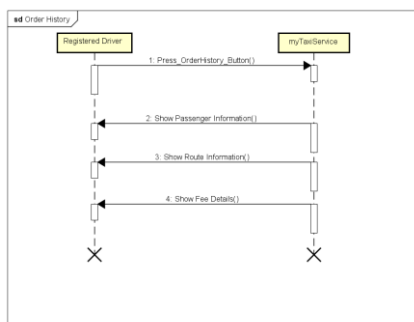 sd Order History
Registered Driver
myTaxiService
1: Press_OrderHistory_Button()
2: Show Passenger Information()
3: Show Route Information()
4: Show Fee Details()